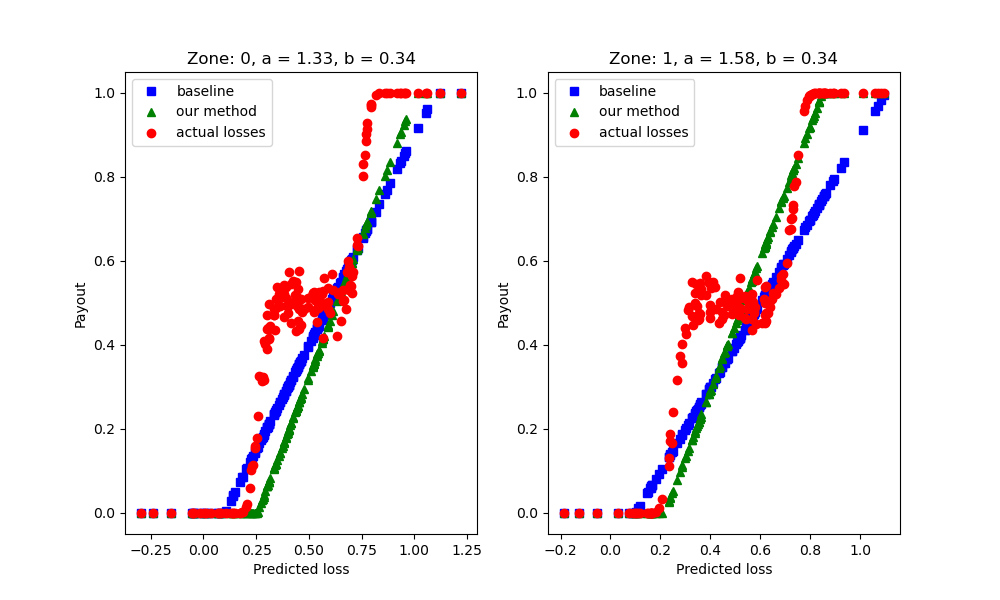 Zone: 0, a = 1.33, b = 0.34
baseline
our method
actual losses
1.0
0.8
0.6
0.4
0.2
0.0
Payout
−0.25 0.00 0.25 0.50 0.75 1.00 1.25
Predicted loss
Zone: 1, a = 1.58, b = 0.34
baseline
our method
actual losses
1.0
0.8
0.6
0.4
0.2
0.0
Payout
−0.2 0.0 0.2 0.4 0.6 0.8 1.0
Predicted loss